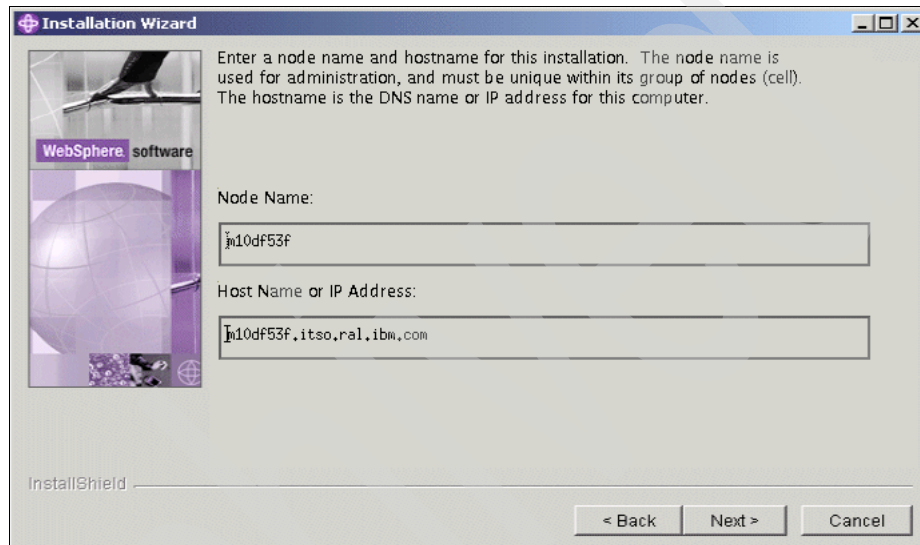 Installation Wizard
Enter a node name and hostname for this installation. The node name is
used for administration, and must be unique within its group of nodes (cell).
The hostname is the DNS name or IP address for this computer.
WebSphere. software
Node Name:
m10df53f
Host Name or IP Address:
m10df53f.itso.ral.ibm.com
InstallShield
< Back
Next >
Cancel